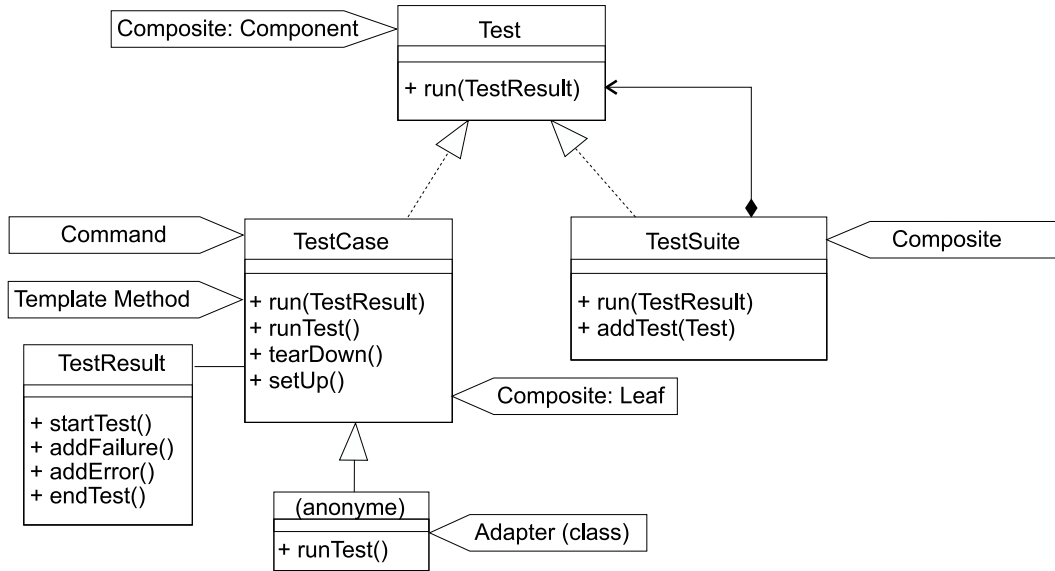 Composite: Component
Test
+ run(TestResult)
Command
TestCase
TestSuite
Composite
Template Method
+ run(TestResult)
+ runTest()
+ tearDown()
+ setUp()
+ run(TestResult)
+ addTest(Test)
TestResult
+ startTest()
+ addFailure()
+ addError()
+ endTest()
Composite: Leaf
(anonyme)
+ runTest()
Adapter (class)